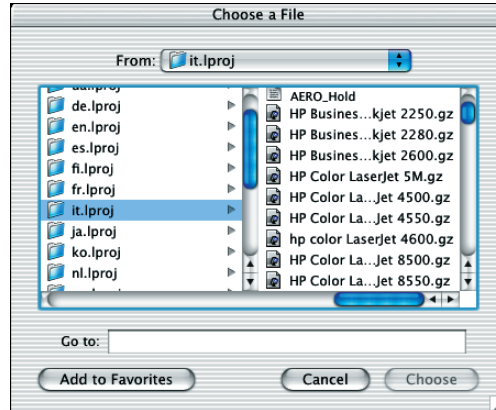 Choose a File
From: it.lproj
da.lproj
de.lproj
en.lproj
es.lproj
fi.lproj
fr.lproj
it.lproj
ja.lproj
ko.lproj
nl.lproj
AERO_Hold
HP Busines...kjet 2250.gz
HP Busines...kjet 2280.gz
HP Busines...kjet 2600.gz
HP Color LaserJet 5M.gz
HP Color La...Jet 4500.gz
HP Color La...Jet 4550.gz
hp color LaserJet 4600.gz
HP Color La...Jet 8500.gz
HP Color La...Jet 8550.gz
Go to:
Add to Favorites
Cancel
Choose